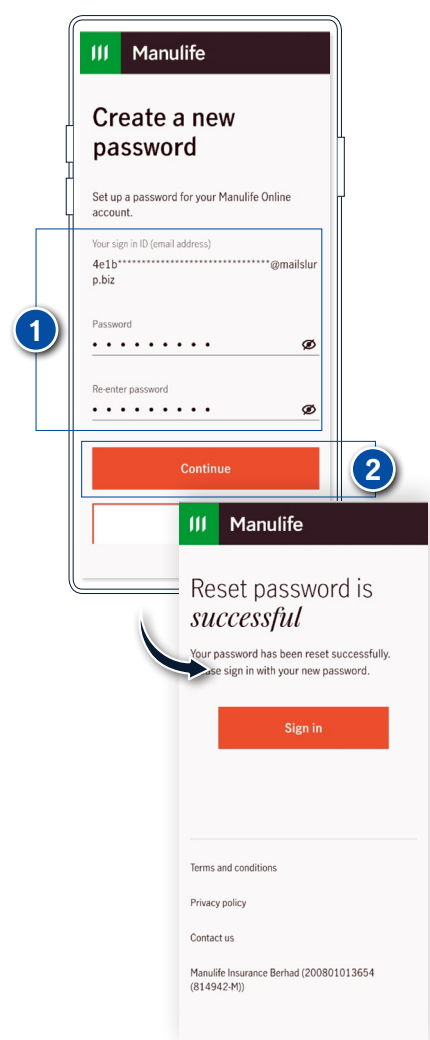 Manulife
Create a new
password
Set up a password for your Manulife Online
account.
Your sign in ID (email address)
4e1b********************************@mailslur
p.biz
1
Password
• • • • • • • • •
Re-enter password
• • • • • • • • •
Continue
2
Manulife
Reset password is
successful
Your password has been reset successfully.
se sign in with your new password.
Sign in
Terms and conditions
Privacy policy
Contact us
Manulife Insurance Berhad (200801013654
(814942-M))